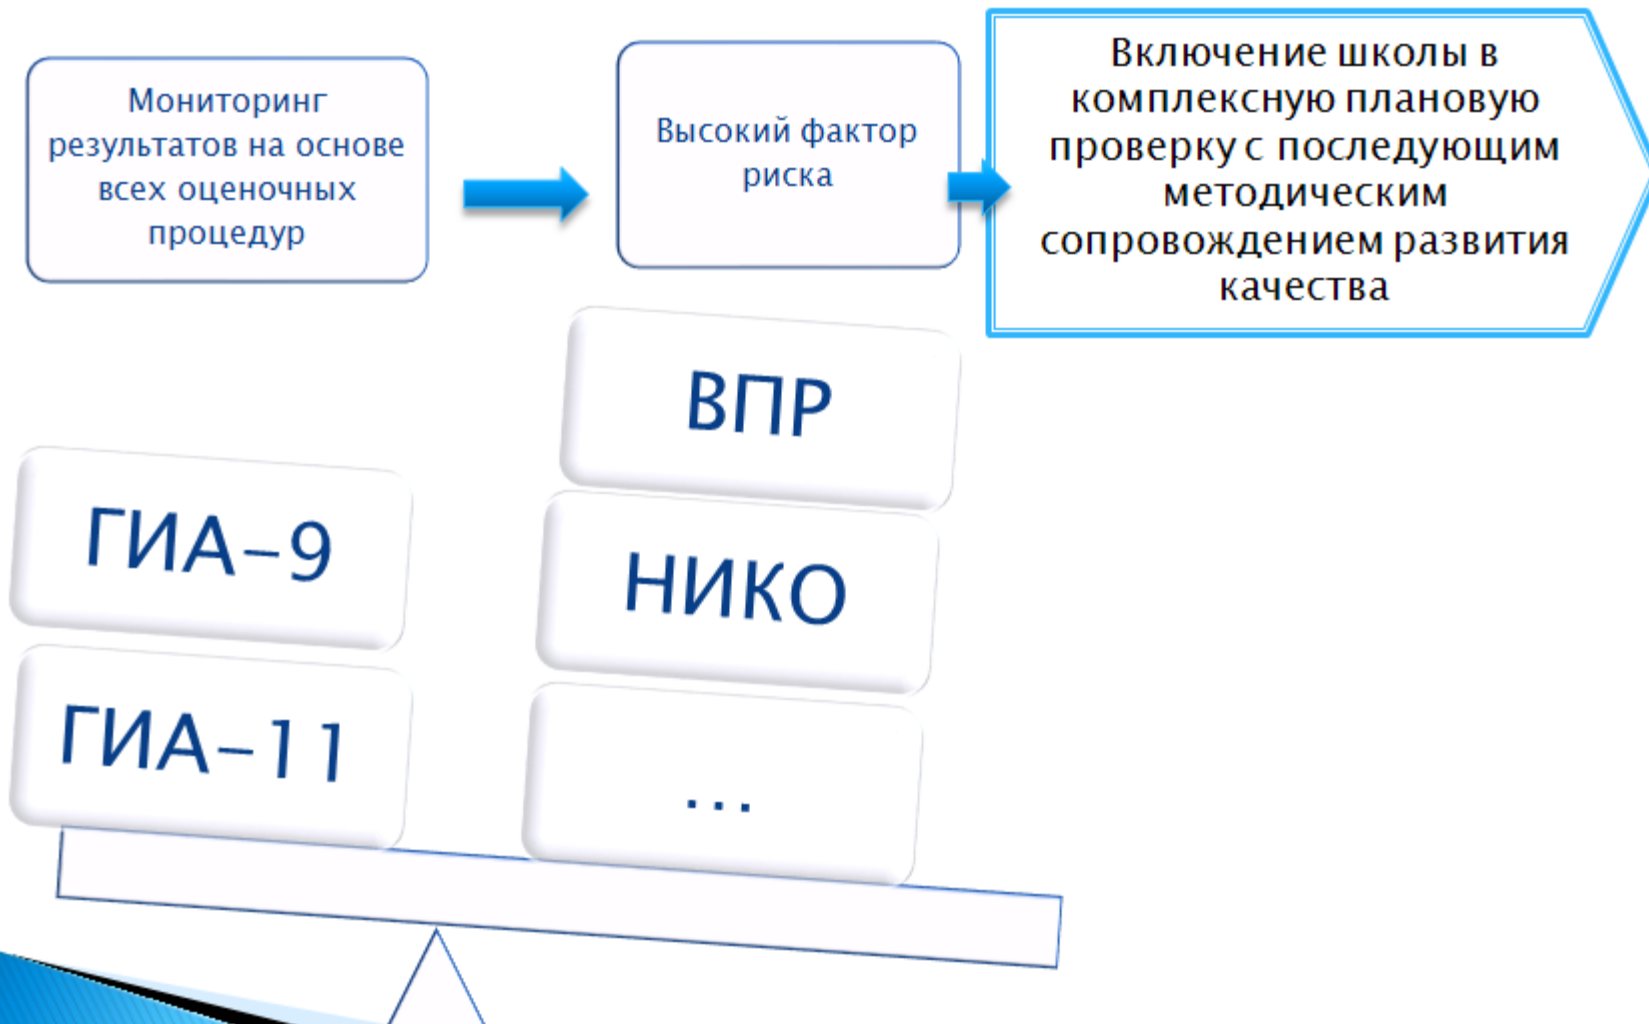 Мониторинг
результатов на основе
всех оценочных
процедур
Высокий фактор
риска
Включение школы в
комплексную плановую
проверку с последующим
методическим
сопровождением развития
качества
ВПР
НИКО
...
ГИА-9
ГИА-11